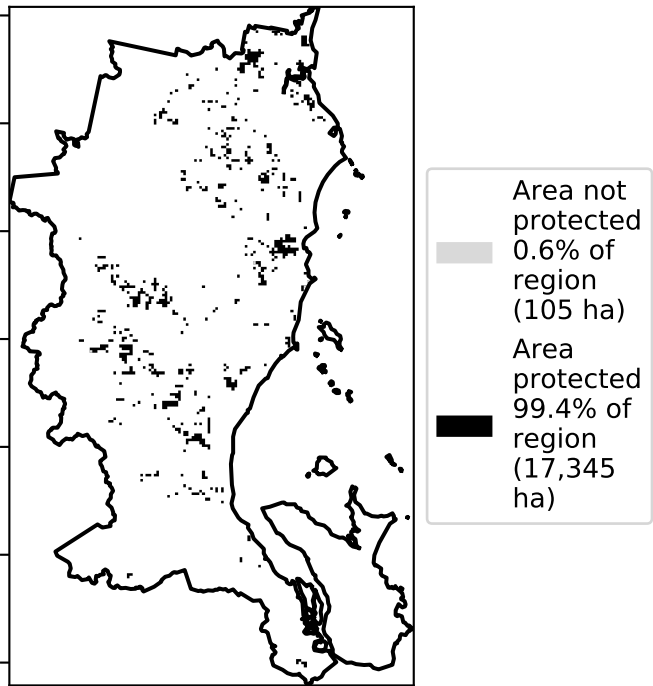 Area not
protected
0.6% of
region
(105 ha)
Area
protected
99.4% of
region
(17,345
ha)